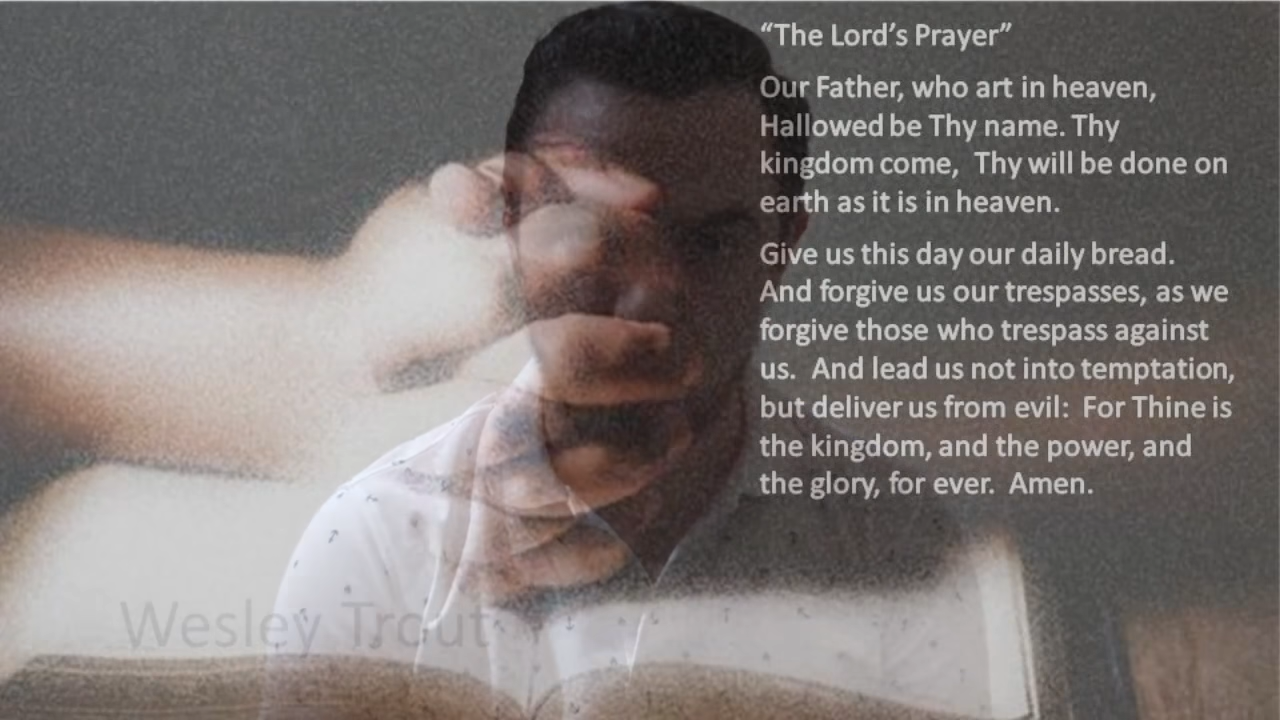 “The Lord’s Prayer”
Our Father, who art in heaven,
Hallowed be Thy name. Thy
kingdom come,  Thy will be done on
earth as it is in heaven.
Give us this day our daily bread.
And forgive us our trespasses, as we
forgive those who trespass against
us.  And lead us not into temptation,
but deliver us from evil:  For Thine is
the kingdom, and the power, and
the glory, for ever.  Amen.
Wesley Trout